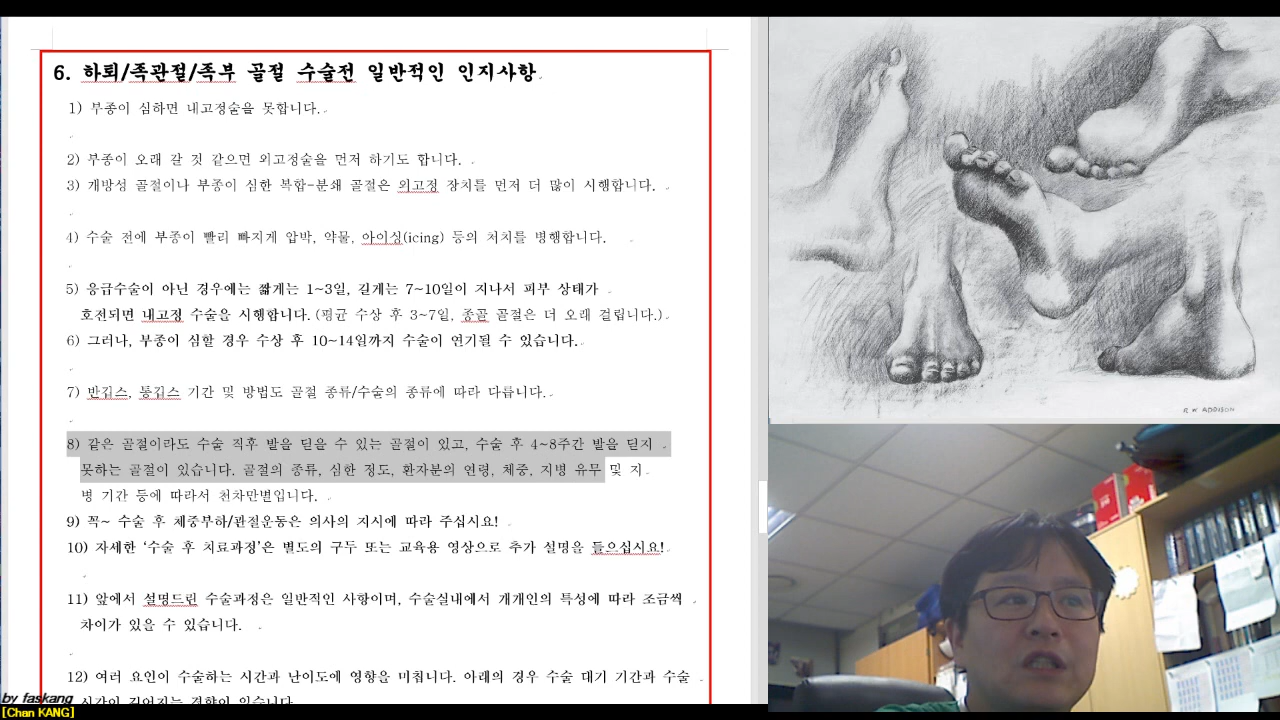 6. 하퇴/족관절/족부 골절 수술전 일반적인 인지사항
1) 부종이 심하면 내고정술을 못합니다.
2) 부종이 오래 갈 것 같으면 외고정술을 먼저 하기도 합니다.
3) 개방성 골절이나 부종이 심한 복합-분쇄 골절은 외고정 장치를 먼저 더 많이 시행합니다.
4) 수술 전에 부종이 빨리 빠지게 압박, 약물, 아이싱(icing) 등의 처치를 병행합니다.
5) 응급수술이 아닌 경우에는 짧게는 1~3일, 길게는 7~10일이 지나서 피부 상태가
호전되면 내고정 수술을 시행합니다. (평균 수상 후 3~7일, 종골 골절은 더 오래 걸립니다.)
6) 그러나, 부종이 심할 경우 수상 후 10~14일까지 수술이 연기될 수 있습니다.
7) 반깁스, 통깁스 기간 및 방법도 골절 종류/수술의 종류에 따라 다릅니다.
8) 같은 골절이라도 수술 직후 발을 딛을 수 있는 골절이 있고, 수술 후 4~8주간 발을 딛지
못하는 골절이 있습니다. 골절의 종류, 심한 정도, 환자분의 연령, 체중, 지병 유무 및 지
병 기간 등에 따라서 천차만별입니다.
9) 꼭~ 수술 후 체중부하/관절운동은 의사의 지시에 따라 주십시요!
10) 자세한 '수술 후 치료과정'은 별도의 구두 또는 교육용 영상으로 추가 설명을 들으십시요!
11) 앞에서 설명드린 수술과정은 일반적인 사항이며, 수술실내에서 개개인의 특성에 따라 조금씩
차이가 있을 수 있습니다.
12) 여러 요인이 수술하는 시간과 난이도에 영향을 미칩니다. 아래의 경우 수술 대기 기간과 수술
시간이 길어지는 경향이 있습니다.
by faskang
[Chan KANG]
R W ADDISON